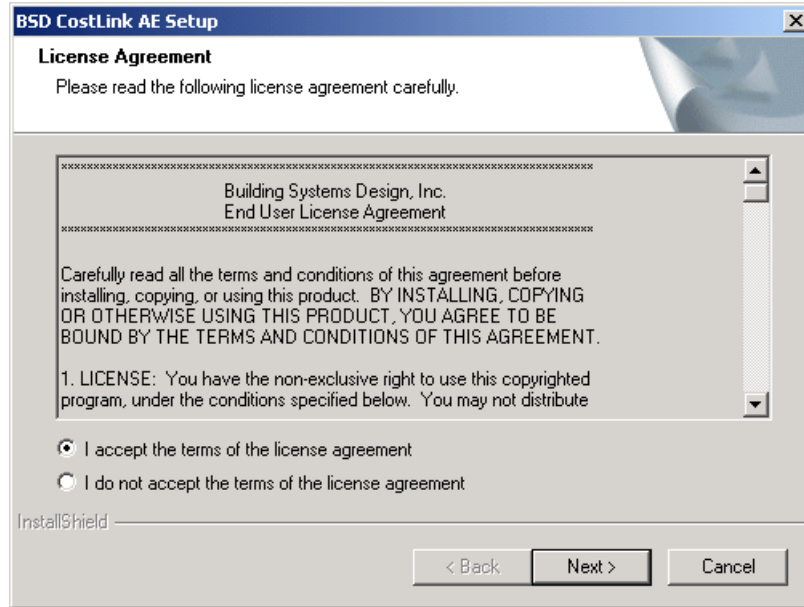 BSD CostLink AE Setup
License Agreement
Please read the following license agreement carefully.
××××××××××××××××××××××××××××××××××××××××××××××××××××××××××××××××××××××××××××××××
Building Systems Design, Inc.
End User License Agreement
××××××××××××××××××××××××××××××××××××××××××××××××××××××××××××××××××××××××××××××××
Carefully read all the terms and conditions of this agreement before
installing, copying, or using this product.  BY INSTALLING, COPYING
OR OTHERWISE USING THIS PRODUCT, YOU AGREE TO BE
BOUND BY THE TERMS AND CONDITIONS OF THIS AGREEMENT.
1. LICENSE:  You have the non-exclusive right to use this copyrighted
program, under the conditions specified below.  You may not distribute
I accept the terms of the license agreement
I do not accept the terms of the license agreement
InstallShield
< Back
Next >
Cancel